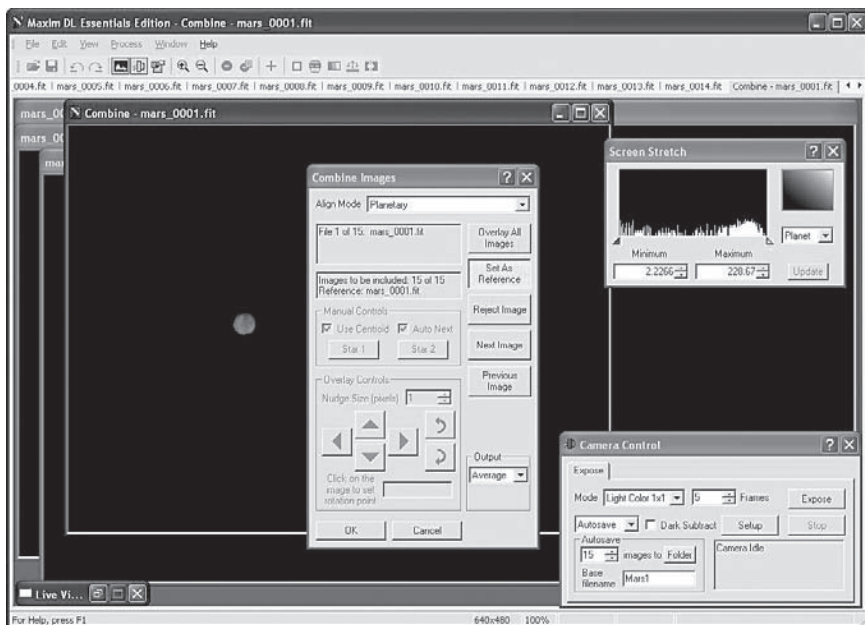 Maxim DL Essentials Edition - Combine - mars_0001.fit
File Edit View Process Window Help
_0004.fit | mars_0005.fit | mars_0006.fit | mars_0007.fit | mars_0008.fit | mars_0009.fit | mars_0010.fit | mars_0011.fit | mars_0012.fit | mars_0013.fit | mars_0014.fit | Combine - mars_0001.fit
mars_00
mars_00
mar
Combine - mars_0001.fit
Combine Images
Align Mode Planetary
File 1 of 15: mars_0001.fit
Images to be included: 15 of 15
Reference: mars_0001.fit
Manual Controls
Use Centroid Auto Next
Star 1 Star 2
Overlay Controls
Nudge Size (pixels) 1
Click on the
image to set
rotation point
OK Cancel
Overlay All
Images
Set As
Reference
Reject Image
Next Image
Previous
Image
Output
Average
Screen Stretch
Planet
Minimum Maximum
2.2266 228.67 Update
Camera Control
Expose
Mode Light Color 1x1 5 Frames Expose
Autosave Dark Subtract Setup Stop
Autosave
15 images to Folder
Base
filename Mars1
Camera Idle
Live Vi...
For Help, press F1
640x480 100%